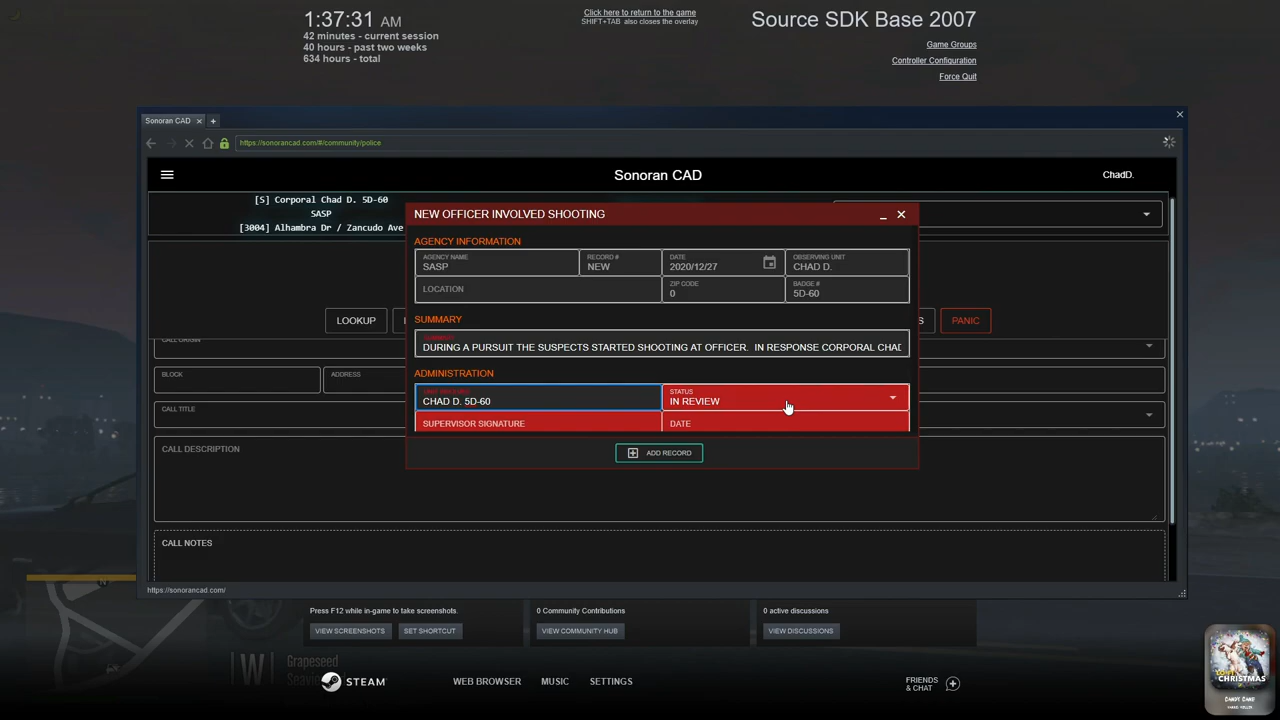 1:37:31 AM
42 minutes - current session
40 hours - past two weeks
634 hours - total
Click here to return to the game
SHIFT+TAB also closes the overlay
Source SDK Base 2007
Game Groups
Controller Configuration
Force Quit
Sonoran CAD
https://sonorancad.com/#/community/police
Sonoran CAD
ChadD.
[S] Corporal Chad D. 5D-60
SASP
[3004] Alhambra Dr / Zancudo Ave
NEW OFFICER INVOLVED SHOOTING
AGENCY INFORMATION
AGENCY NAME
SASP
RECORD #
NEW
DATE
2020/12/27
OBSERVING UNIT
CHAD D.
LOCATION
ZIP CODE
0
BADGE #
5D-60
LOOKUP
S
PANIC
SUMMARY
DURING A PURSUIT THE SUSPECTS STARTED SHOOTING AT OFFICER. IN RESPONSE CORPORAL CHAD
CALL ORIGIN
BLOCK
ADDRESS
ADMINISTRATION
CHAD D. 5D-60
STATUS
IN REVIEW
SUPERVISOR SIGNATURE
DATE
CALL TITLE
ADD RECORD
CALL DESCRIPTION
CALL NOTES
https://sonorancad.com/
Press F12 while in-game to take screenshots.
VIEW SCREENSHOTS
SET SHORTCUT
0 Community Contributions
VIEW COMMUNITY HUB
0 active discussions
VIEW DISCUSSIONS
N
W
Grapeseed
STEAM
WEB BROWSER
MUSIC
SETTINGS
FRIENDS
& CHAT
CHRISTMAS